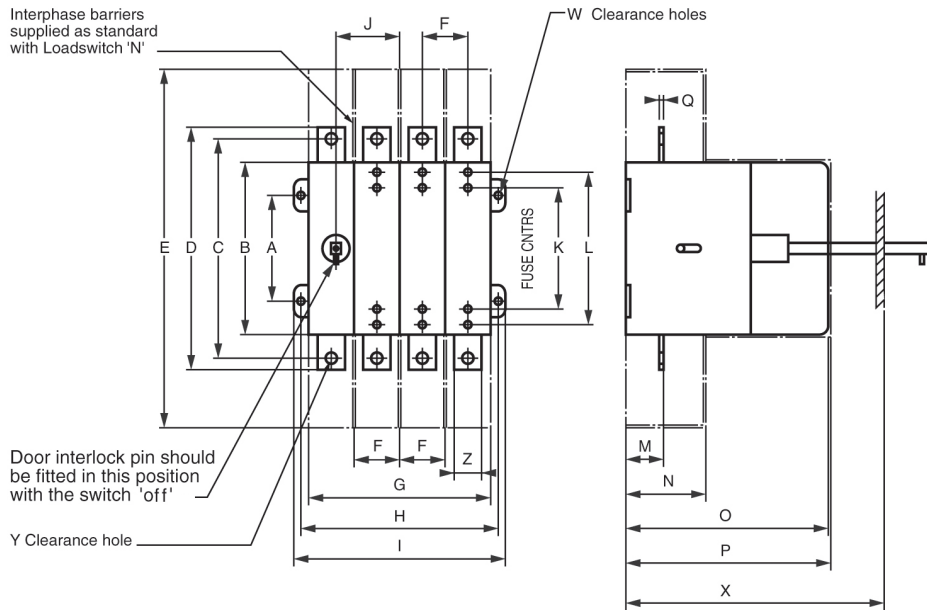 Interphase barriers
supplied as standard
with Loadswitch 'N'
J
F
W Clearance holes
Q
E
D
C
B
A
FUSE CNTRS
K
L
F
F
Z
M
N
G
H
I
O
P
X
Door interlock pin should
be fitted in this position
with the switch 'off'
Y Clearance hole